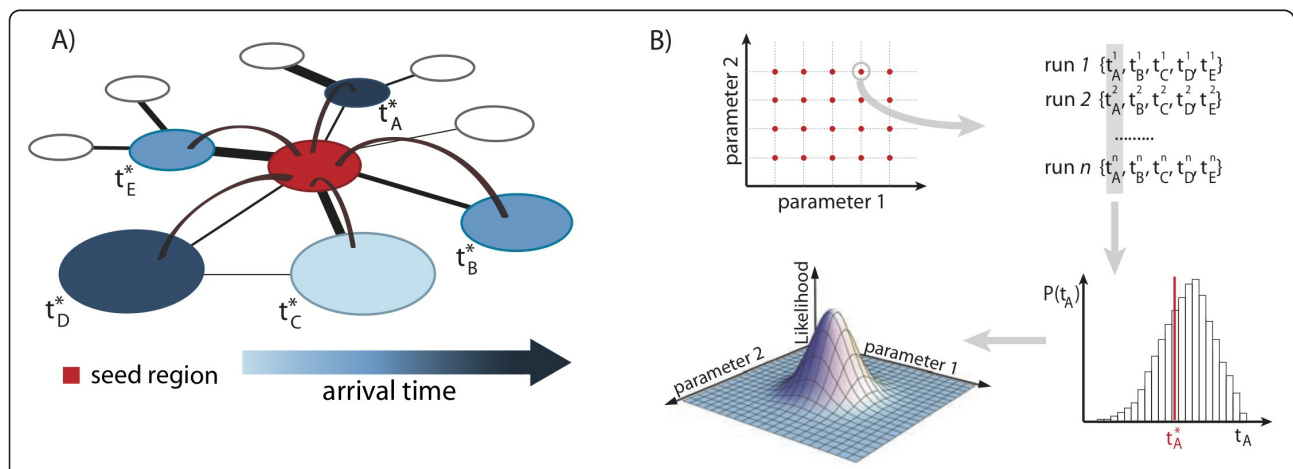 A)
t*A
t*E
t*B
t*D
t*C
seed region
arrival time
B)
parameter 2
parameter 1
run 1 {t¹A, t¹B, t¹C, t¹D, t¹E}
run 2 {t²A, t²B, t²C, t²D, t²E}
.........
run n {tⁿA, tⁿB, tⁿC, tⁿD, tⁿE}
Likelihood
parameter 2
parameter 1
P(tA)
t*A
tA